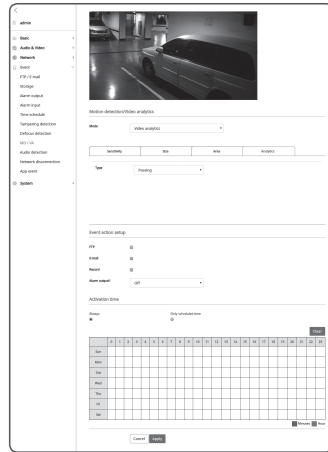 admin
Basic
Audio & Video
Network
Event
FTP / E-mail
Storage
Alarm output
Alarm input
Time schedule
Tampering detection
Defocus detection
MD / VA
Audio detection
Network disconnection
App event
System
Motion detection/Video analytics
Mode
Video analytics
Sensitivity Size Area Analytics
Type
Passing
Event action setup
FTP
E-mail
Record
Alarm output1
Off
Activation time
Always Only scheduled time
Clear
0 1 2 3 4 5 6 7 8 9 10 11 12 13 14 15 16 17 18 19 20 21 22 23
Sun
Mon
Tue
Wed
Thu
Fri
Sat
Minutes Hour
Cancel Apply